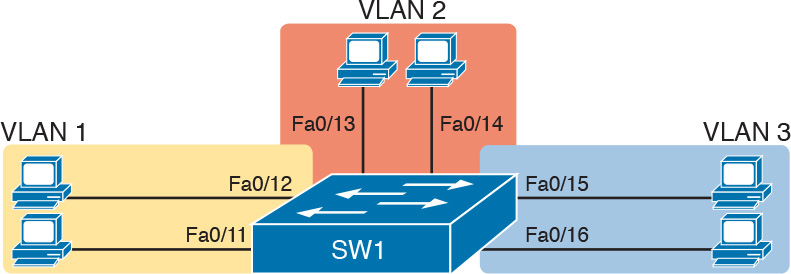 VLAN 2
Fa0/13
Fa0/14
VLAN 1
VLAN 3
Fa0/12
Fa0/15
Fa0/11
Fa0/16
SW1